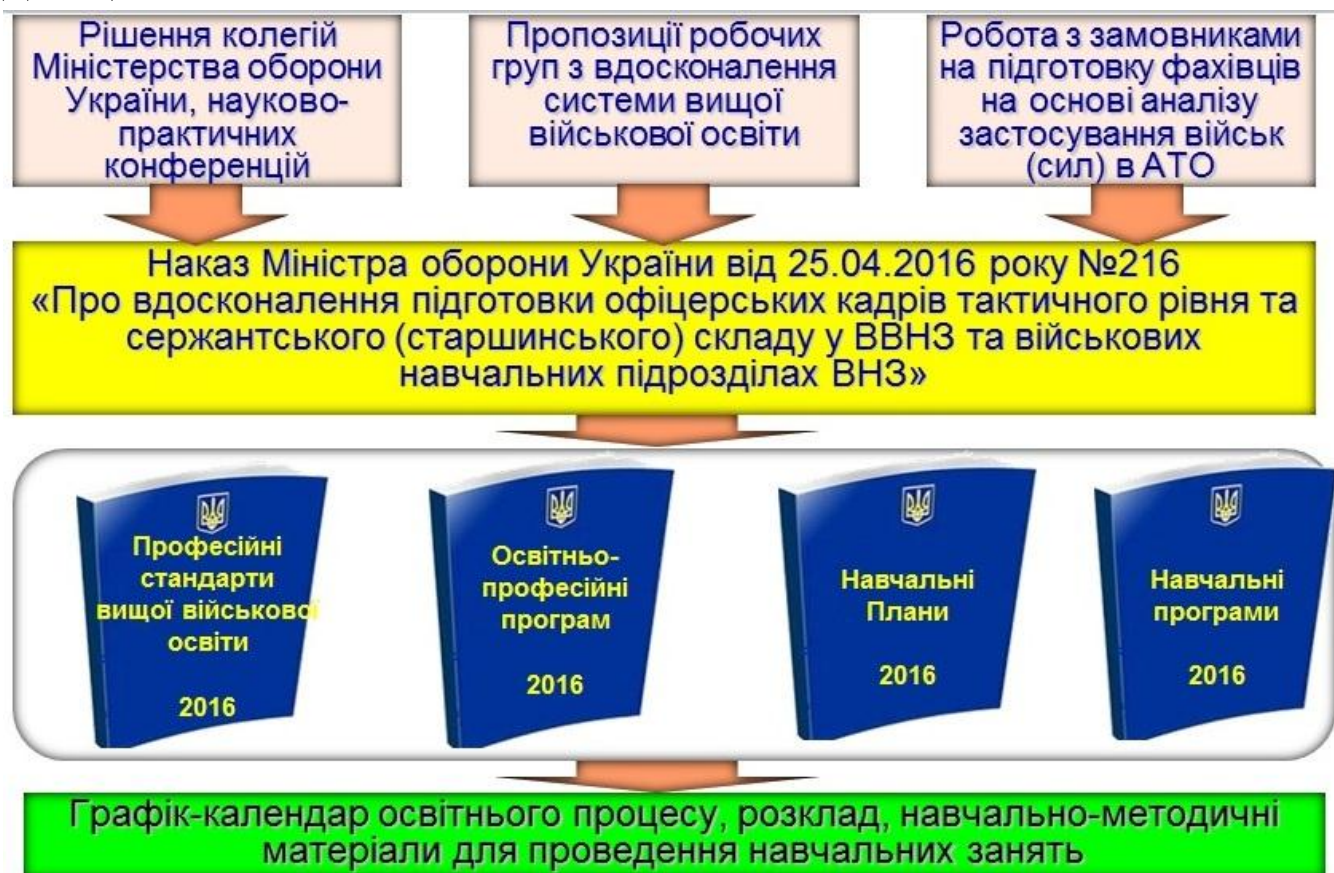 Рішення колегій
Міністерства оборони
України, науково-
практичних
конференцій
Пропозиції робочих
груп з вдосконалення
системи вищої
військової освіти
Робота з замовниками
на підготовку фахівців
на основі аналізу
застосування військ
(сил) в АТО
Наказ Міністра оборони України від 25.04.2016 року №216
«Про вдосконалення підготовки офіцерських кадрів тактичного рівня та
сержантського (старшинського) складу у ВВНЗ та військових
навчальних підрозділах ВНЗ»
Професійні
стандарти
вищої військової
освіти
2016
Освітньо-
професійні
програм
2016
Навчальні
Плани
2016
Навчальні
програми
2016
Графік-календар освітнього процесу, розклад, навчально-методичні
матеріали для проведення навчальних занять